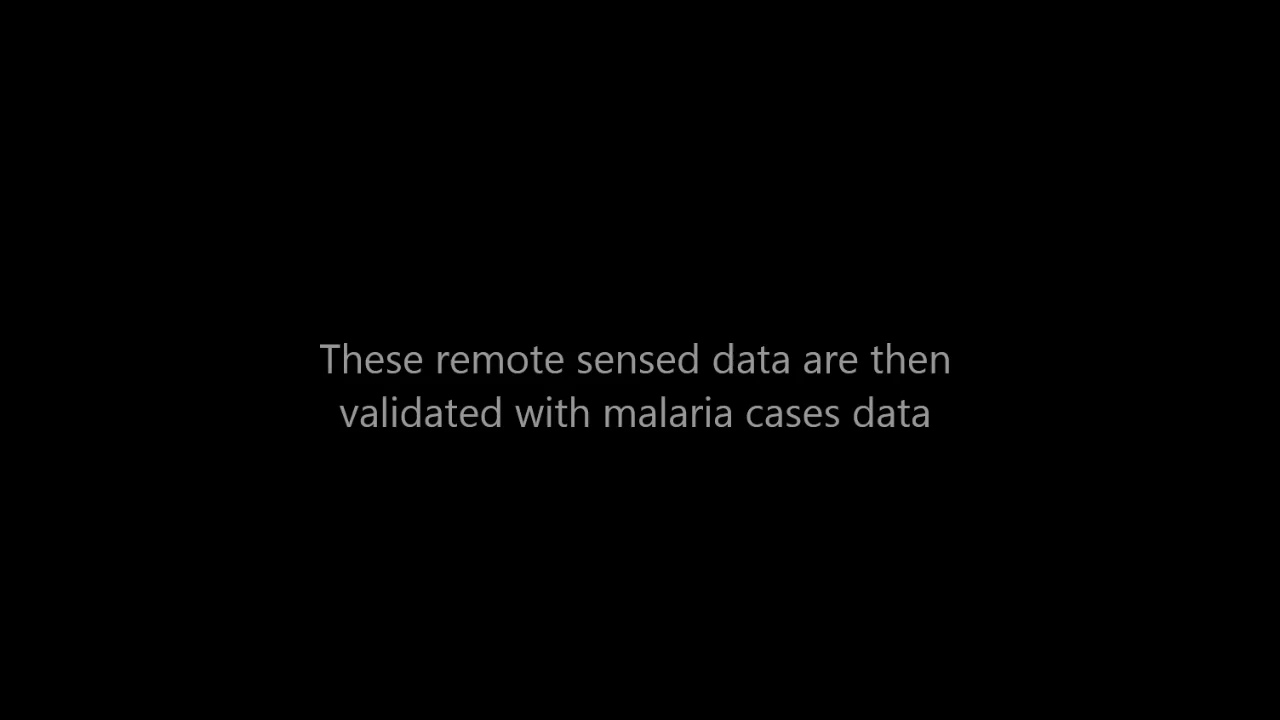 These remote sensed data are then
validated with malaria cases data